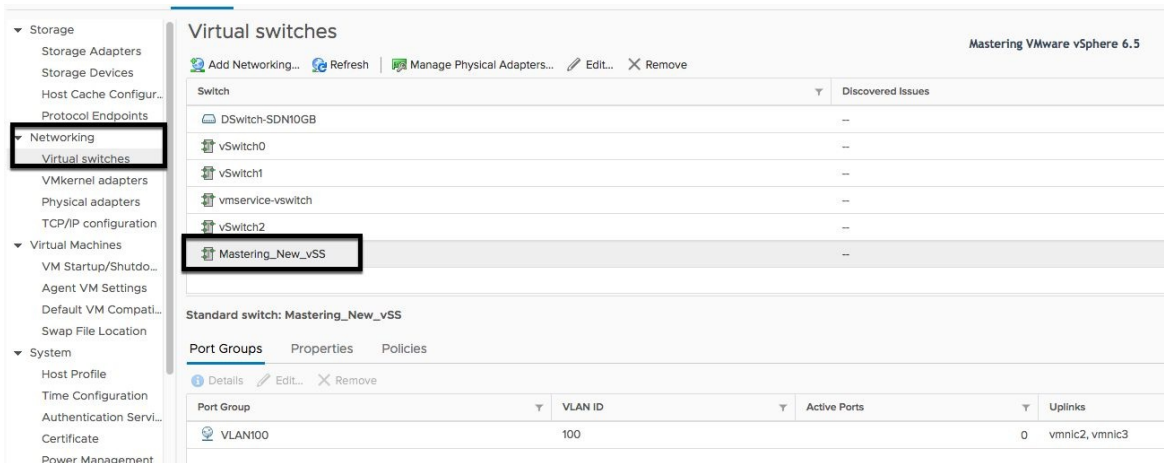 Storage
Storage Adapters
Storage Devices
Host Cache Configur...
Protocol Endpoints
Networking
Virtual switches
VMkernel adapters
Physical adapters
TCP/IP configuration
Virtual Machines
VM Startup/Shutdo...
Agent VM Settings
Default VM Compati...
Swap File Location
System
Host Profile
Time Configuration
Authentication Servi...
Certificate
Power Management
Virtual switches
Mastering VMware vSphere 6.5
Add Networking... Refresh Manage Physical Adapters... Edit... Remove
Switch Discovered Issues
DSwitch-SDN10GB --
vSwitch0 --
vSwitch1 --
vmservice-vswitch --
vSwitch2 --
Mastering_New_vSS --
Standard switch: Mastering_New_vSS
Port Groups Properties Policies
Details Edit... Remove
Port Group VLAN ID Active Ports Uplinks
VLAN100 100 0 vmnic2, vmnic3